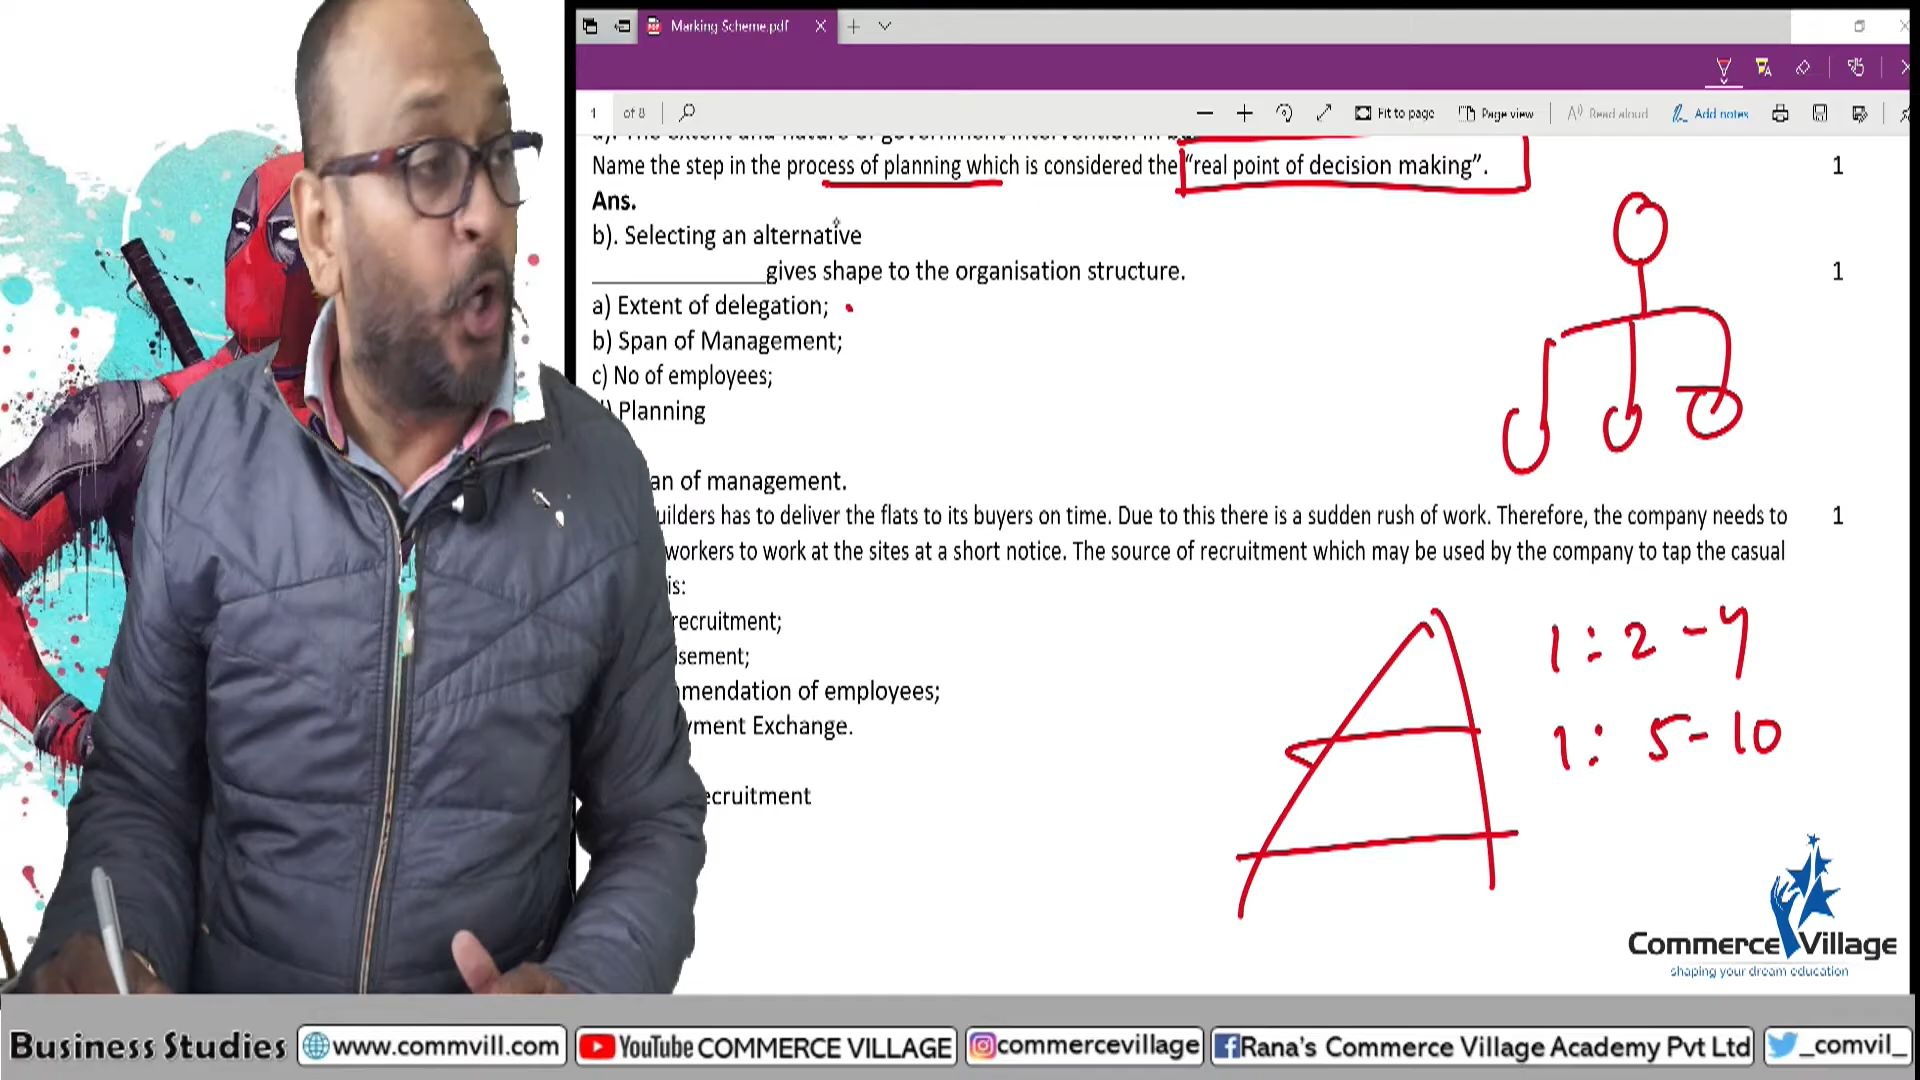 Marking Scheme.pdf
1 of 8
Fit to page
Page view
Read aloud
Add notes
Name the step in the process of planning which is considered the “real point of decision making”. 1
Ans.
b). Selecting an alternative
_____________gives shape to the organisation structure. 1
a) Extent of delegation;
b) Span of Management;
c) No of employees;
Planning
an of management.
uilders has to deliver the flats to its buyers on time. Due to this there is a sudden rush of work. Therefore, the company needs to 1
workers to work at the sites at a short notice. The source of recruitment which may be used by the company to tap the casual
is:
recruitment;
isement;
mendation of employees;
yment Exchange.
ecruitment
1 : 2 - 4
1 : 5 - 10
Commerce Village
shaping your dream education
Business Studies
www.commvill.com
YouTube COMMERCE VILLAGE
commercevillage
Rana's Commerce Village Academy Pvt Ltd
_comvil_